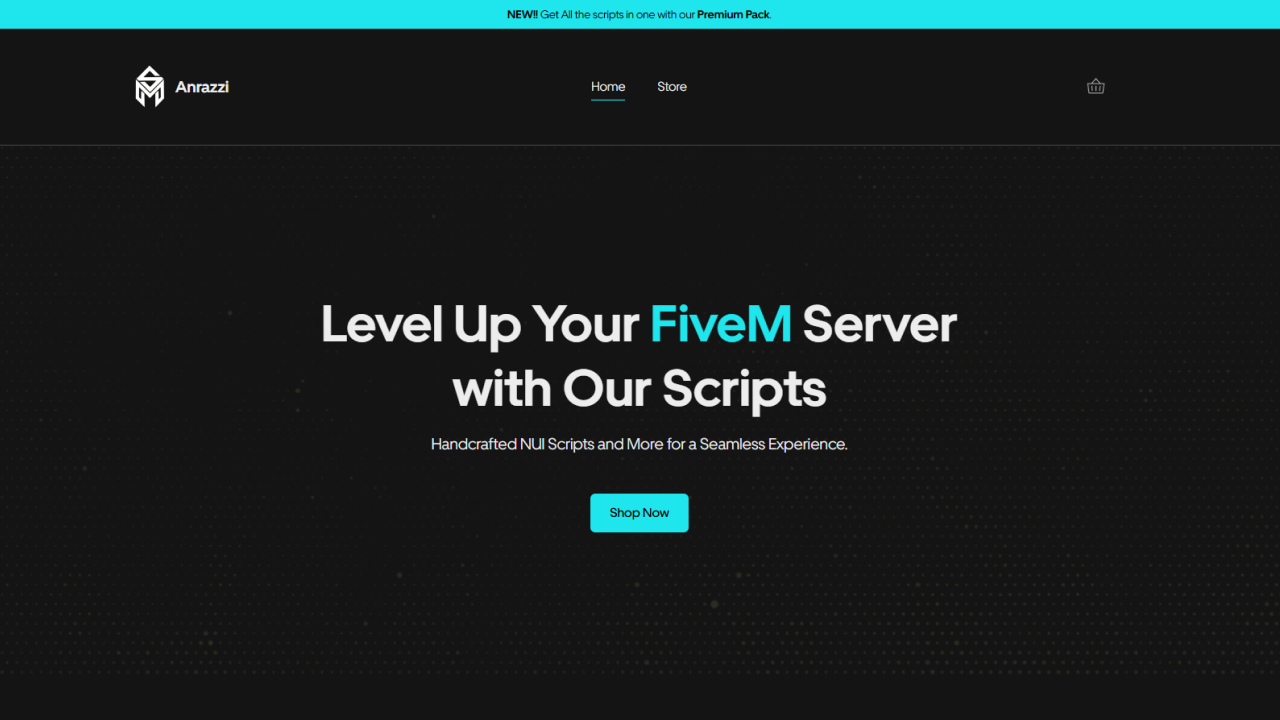 NEW!! Get All the scripts in one with our Premium Pack.
Anrazzi
Home
Store
Level Up Your FiveM Server
with Our Scripts
Handcrafted NUI Scripts and More for a Seamless Experience.
Shop Now